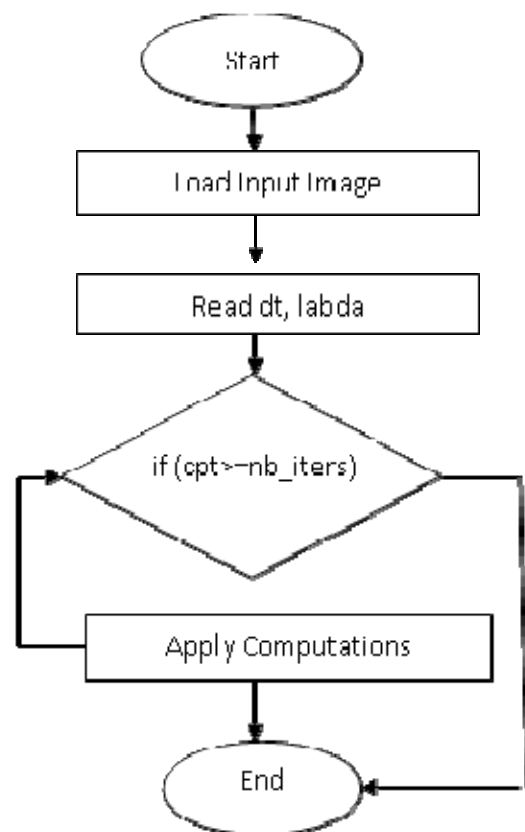 Start
Load Input Image
Read dt, labda
if (cpt>=nb_iters)
Apply Computations
End